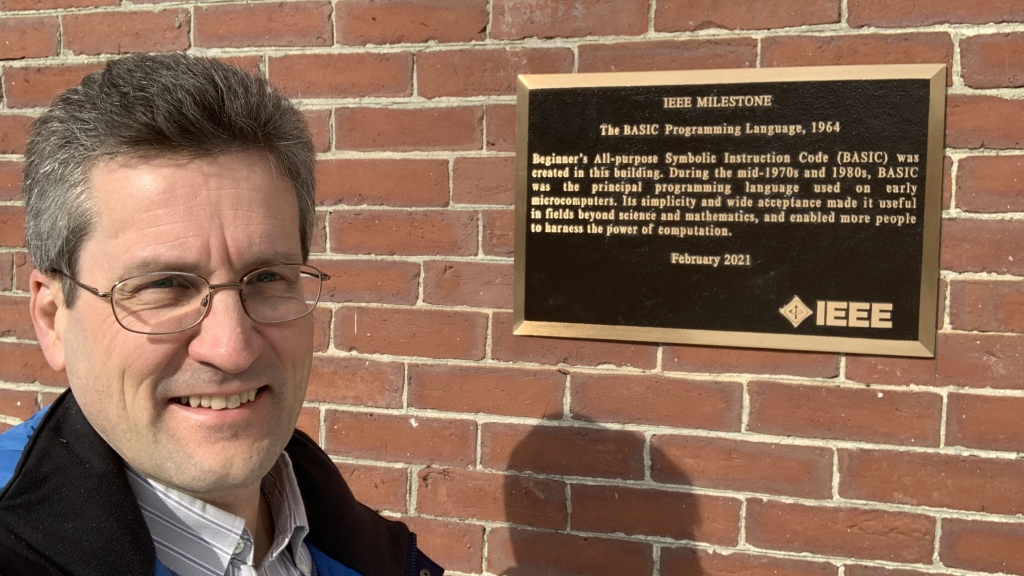 IEEE MILESTONE
The BASIC Programming Language, 1964
Beginner's All-purpose Symbolic Instruction Code (BASIC) was
created in this building. During the mid-1970s and 1980s, BASIC
was the principal programming language used on early
microcomputers. Its simplicity and wide acceptance made it useful
in fields beyond science and mathematics, and enabled more people
to harness the power of computation.
February 2021
IEEE